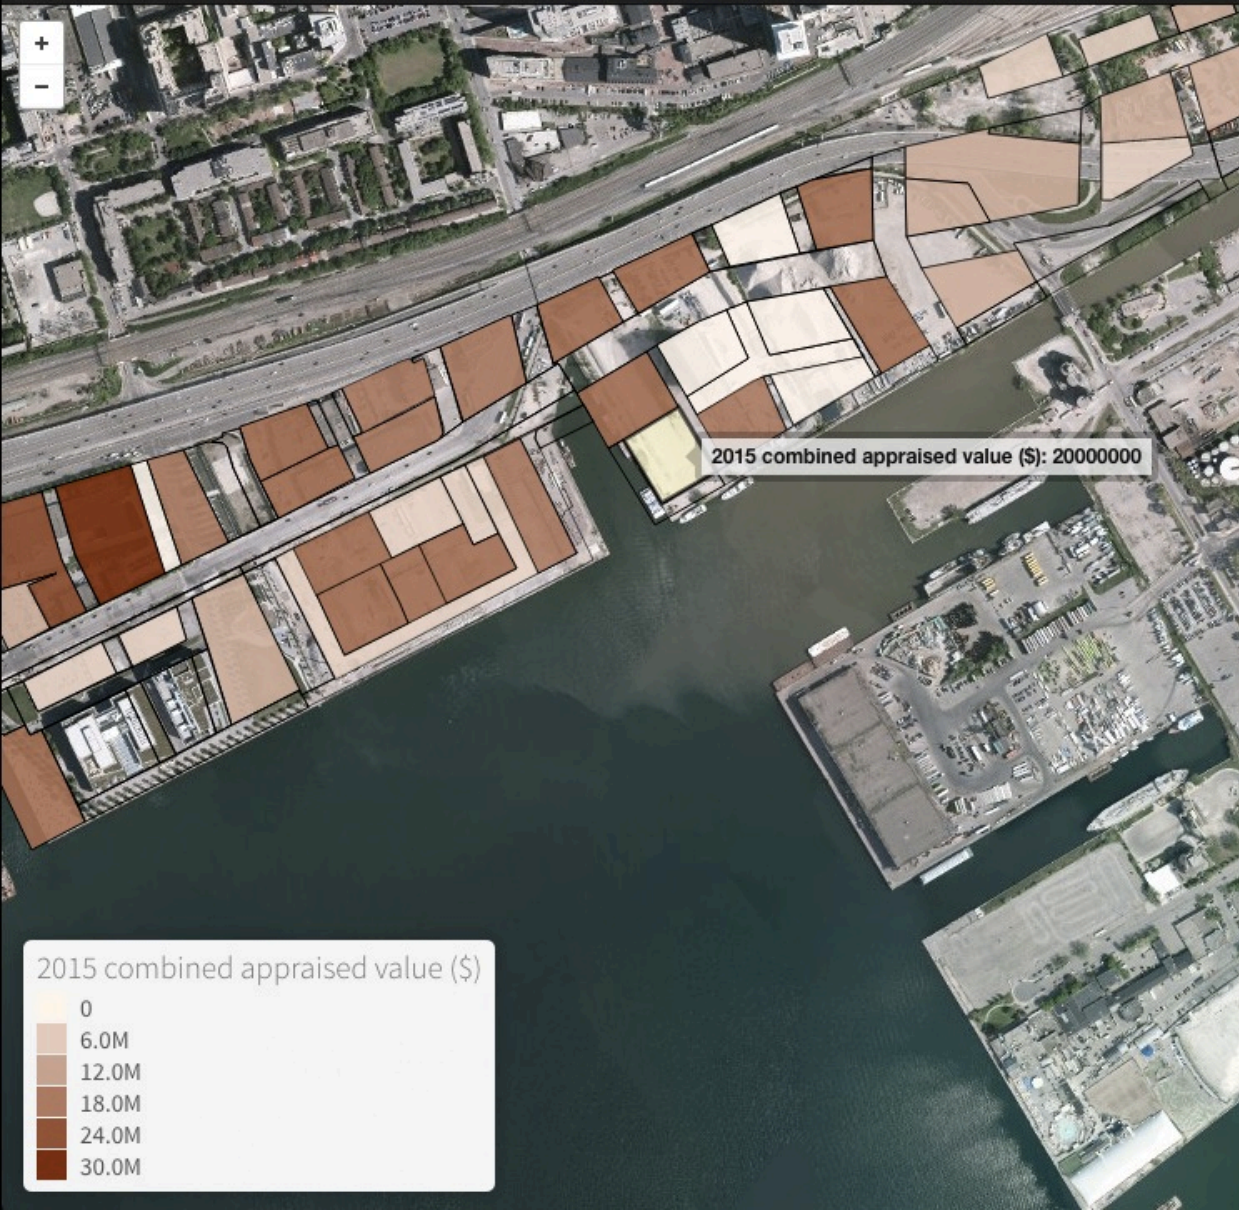 +
−
2015 combined appraised value ($): 20000000
2015 combined appraised value ($)
0
6.0M
12.0M
18.0M
24.0M
30.0M